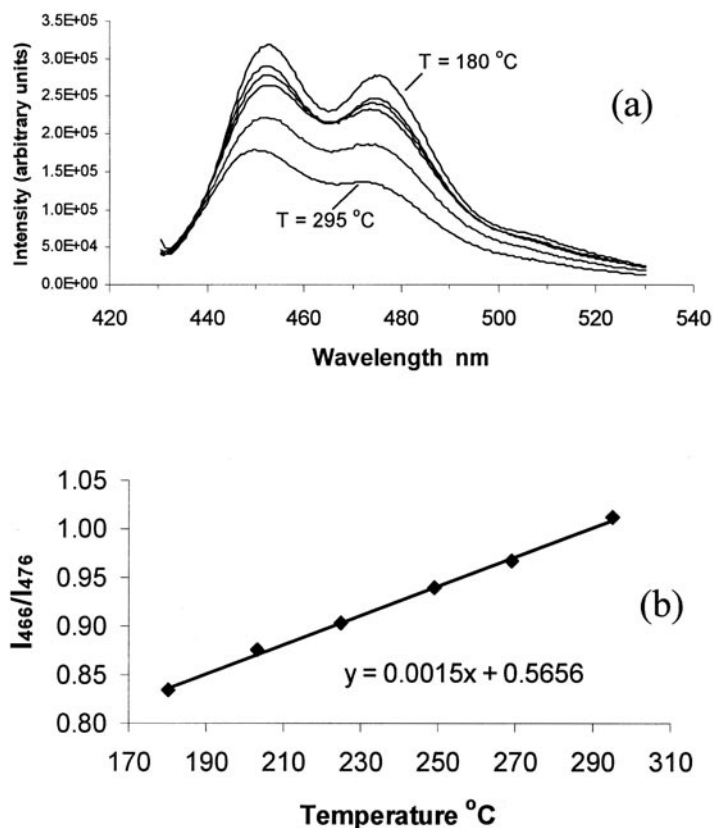 Intensity (arbitrary units)
3.5E+05
3.0E+05
2.5E+05
2.0E+05
1.5E+05
1.0E+05
5.0E+04
0.0E+00
T = 180 °C
(a)
T = 295 °C
420 440 460 480 500 520 540
Wavelength nm
I466/I476
1.05
1.00
0.95
0.90
0.85
0.80
(b)
y = 0.0015x + 0.5656
170 190 210 230 250 270 290 310
Temperature °C